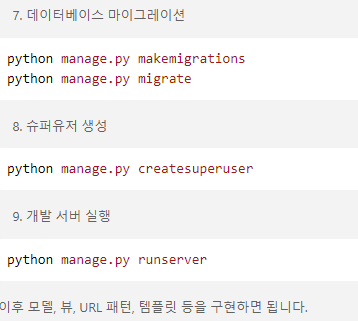 7. 데이터베이스 마이그레이션
python manage.py makemigrations
python manage.py migrate
8. 슈퍼유저 생성
python manage.py createsuperuser
9. 개발 서버 실행
python manage.py runserver
이후 모델, 뷰, URL 패턴, 템플릿 등을 구현하면 됩니다.